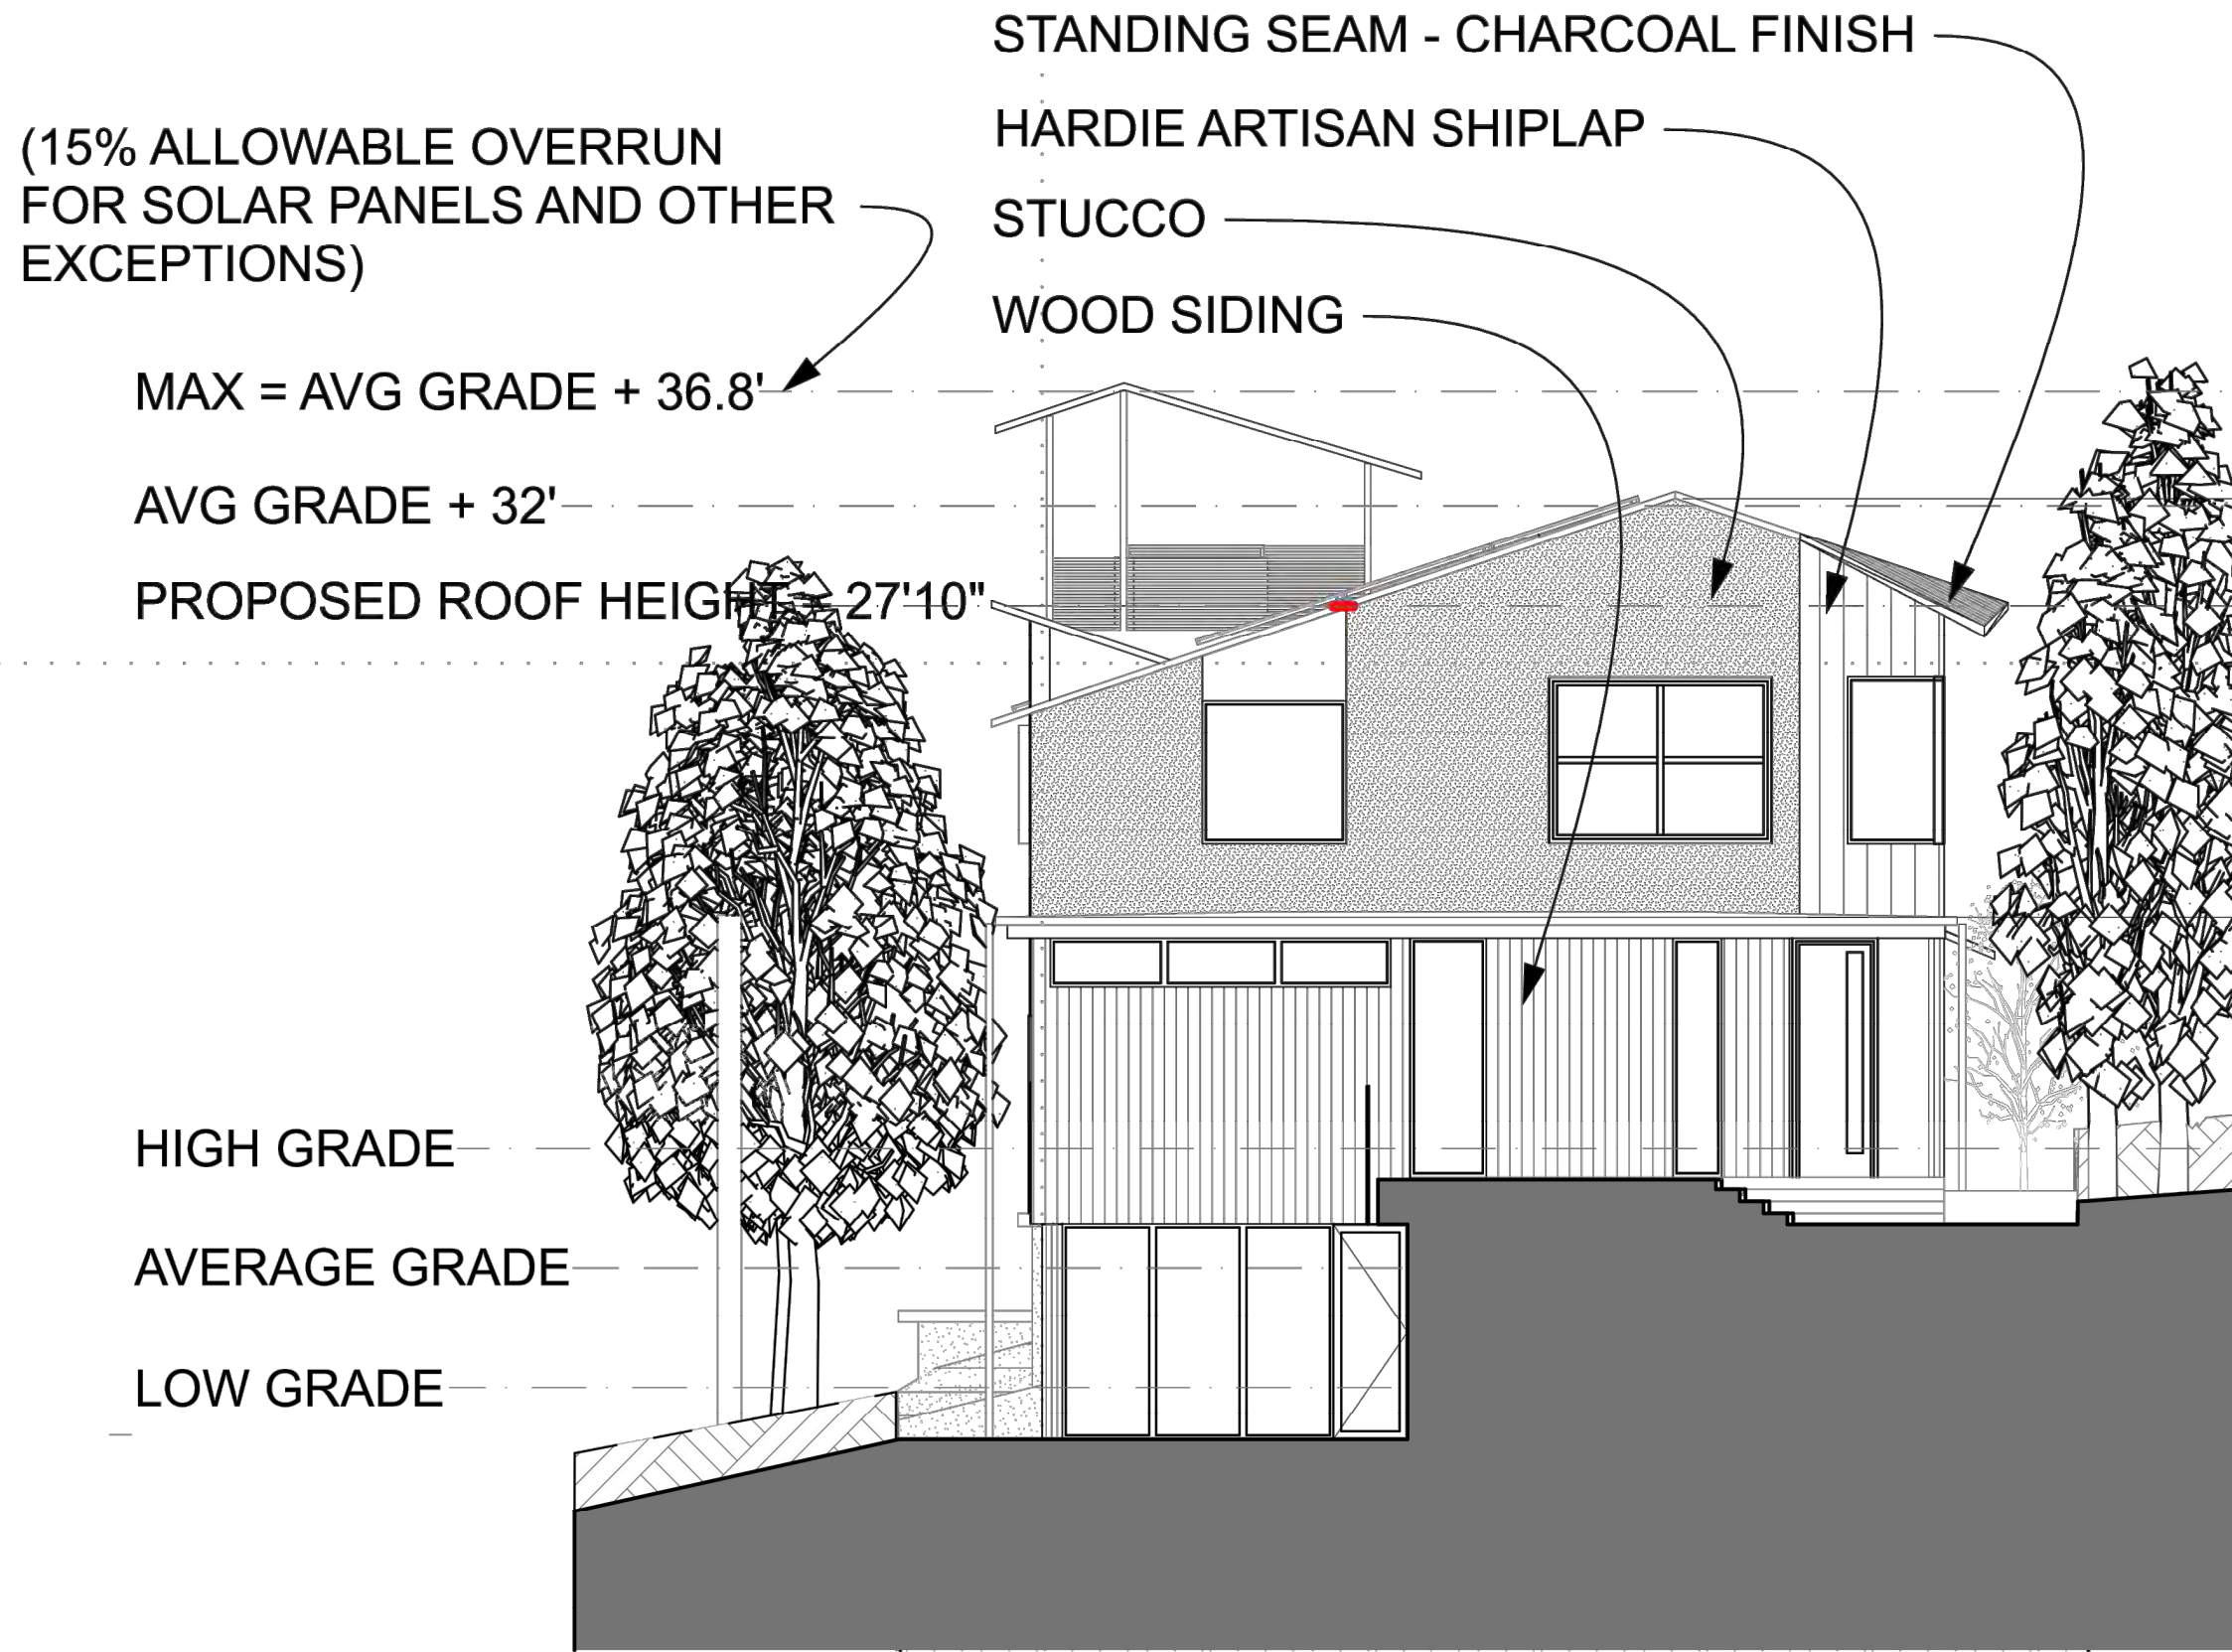 STANDING SEAM - CHARCOAL FINISH
HARDIE ARTISAN SHIPLAP
STUCCO
WOOD SIDING
(15% ALLOWABLE OVERRUN
FOR SOLAR PANELS AND OTHER
EXCEPTIONS)
MAX = AVG GRADE + 36.8'
AVG GRADE + 32'
PROPOSED ROOF HEIGHT 27'10"
HIGH GRADE
AVERAGE GRADE
LOW GRADE